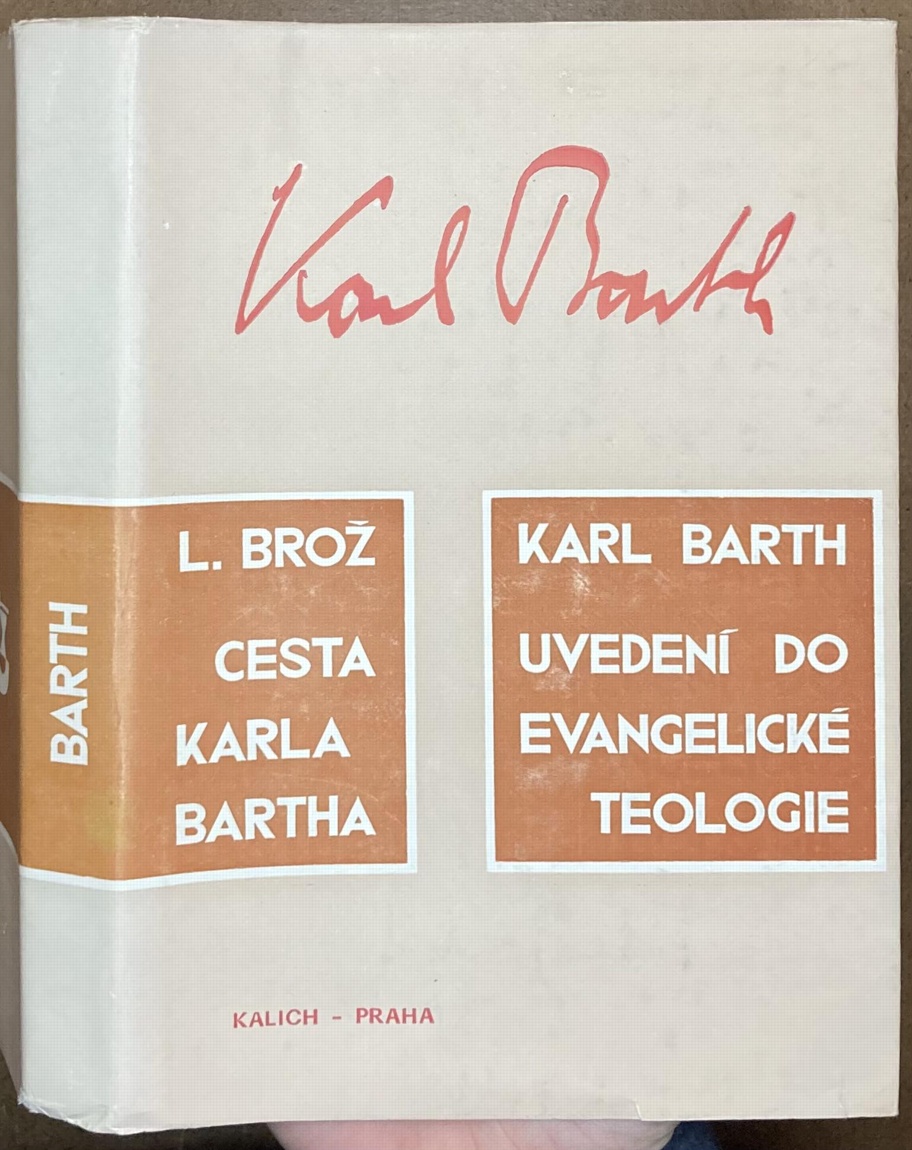 Karl Barth
BARTH
L. BROŽ
CESTA
KARLA
BARTHA
KARL BARTH
UVEDENÍ DO
EVANGELICKÉ
TEOLOGIE
KALICH – PRAHA